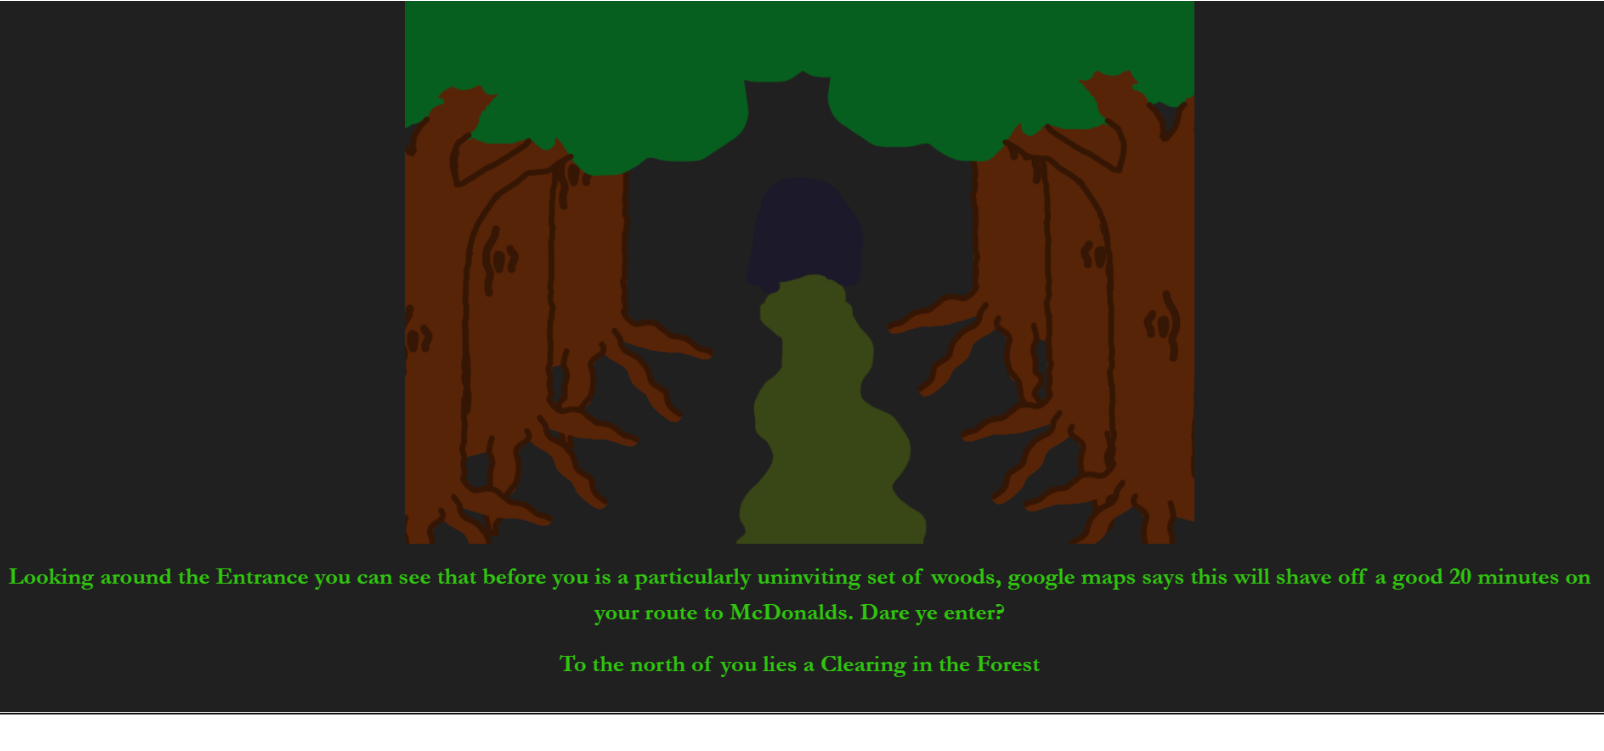 Looking around the Entrance you can see that before you is a particularly uninviting set of woods, google maps says this will shave off a good 20 minutes on
your route to McDonalds. Dare ye enter?
To the north of you lies a Clearing in the Forest